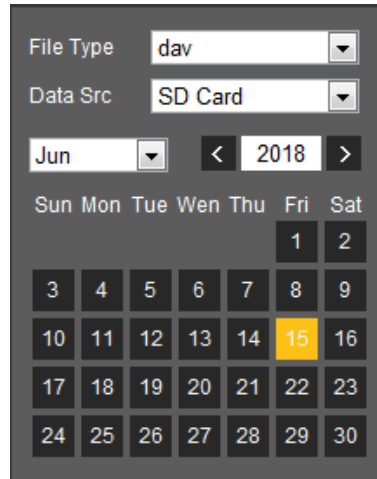 File Type dav
Data Src SD Card
Jun < 2018 >
Sun Mon Tue Wen Thu Fri Sat
1 2
3 4 5 6 7 8 9
10 11 12 13 14 15 16
17 18 19 20 21 22 23
24 25 26 27 28 29 30